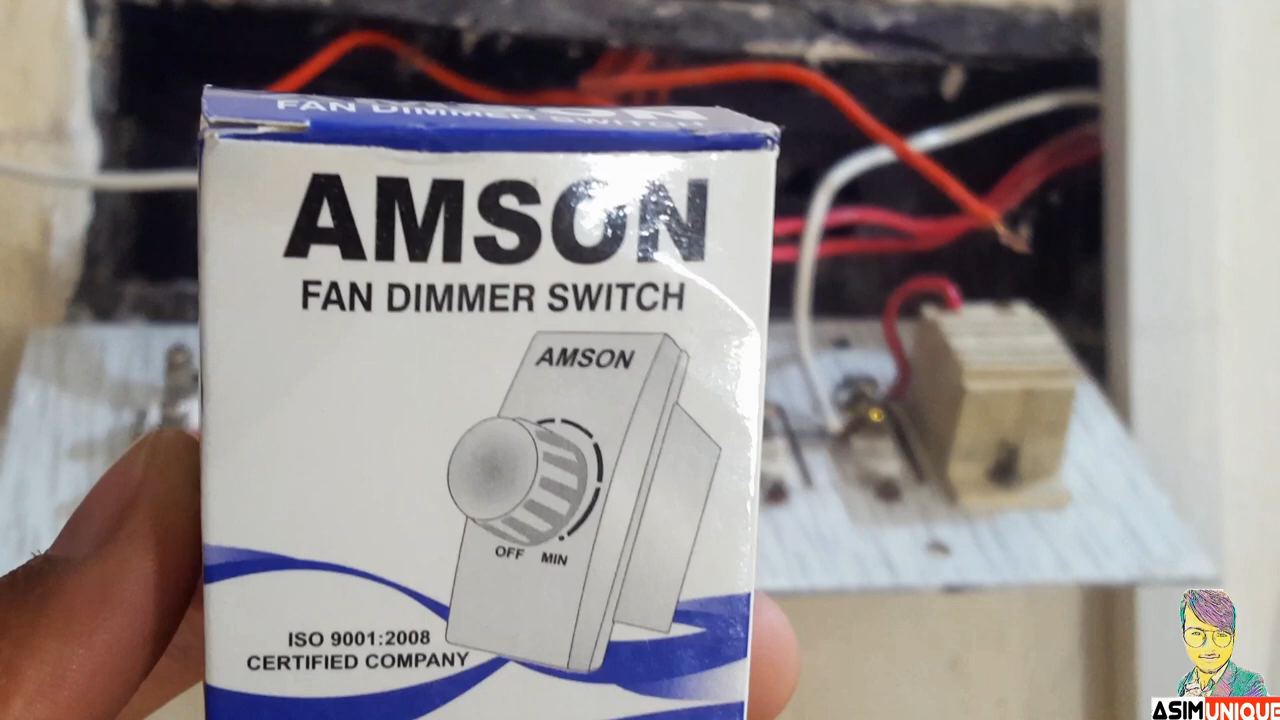 FAN DIMMER SWITCH
AMSON
FAN DIMMER SWITCH
AMSON
OFF MIN
ISO 9001:2008
CERTIFIED COMPANY
ASIMUNIQUE